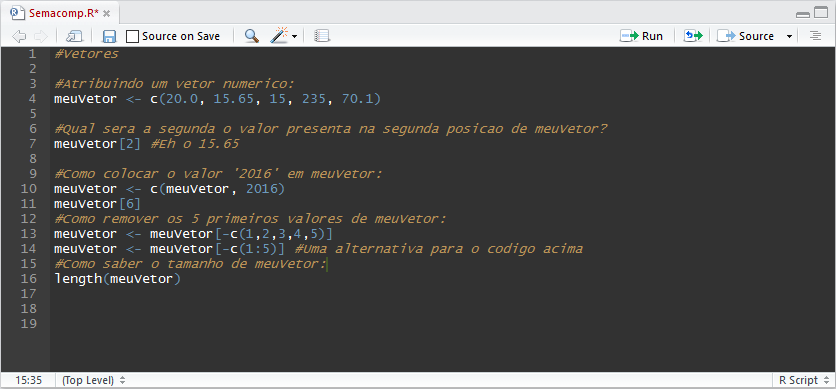 Semacomp.R*
Source on Save
Run
Source
1 #Vetores
2
3 #Atribuindo um vetor numerico:
4 meuVetor <- c(20.0, 15.65, 15, 235, 70.1)
5
6 #Qual sera a segunda o valor presenta na segunda posicao de meuVetor?
7 meuVetor[2] #Eh o 15.65
8
9 #Como colocar o valor '2016' em meuVetor:
10 meuVetor <- c(meuVetor, 2016)
11 meuVetor[6]
12 #Como remover os 5 primeiros valores de meuVetor:
13 meuVetor <- meuVetor[-c(1,2,3,4,5)]
14 meuVetor <- meuVetor[-c(1:5)] #Uma alternativa para o codigo acima
15 #Como saber o tamanho de meuVetor:
16 length(meuVetor)
17
18
19
15:35 (Top Level) R Script